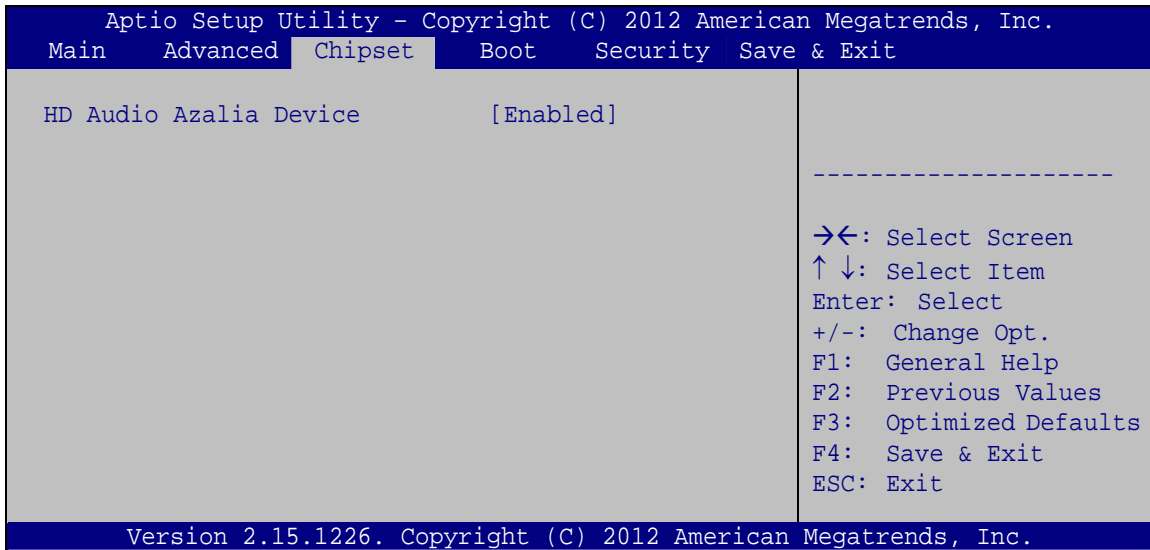 Aptio Setup Utility – Copyright (C) 2012 American Megatrends, Inc.
Main Advanced Chipset Boot Security Save & Exit
HD Audio Azalia Device [Enabled]
---------------------
→←: Select Screen
↑ ↓: Select Item
Enter: Select
+/-: Change Opt.
F1: General Help
F2: Previous Values
F3: Optimized Defaults
F4: Save & Exit
ESC: Exit
Version 2.15.1226. Copyright (C) 2012 American Megatrends, Inc.